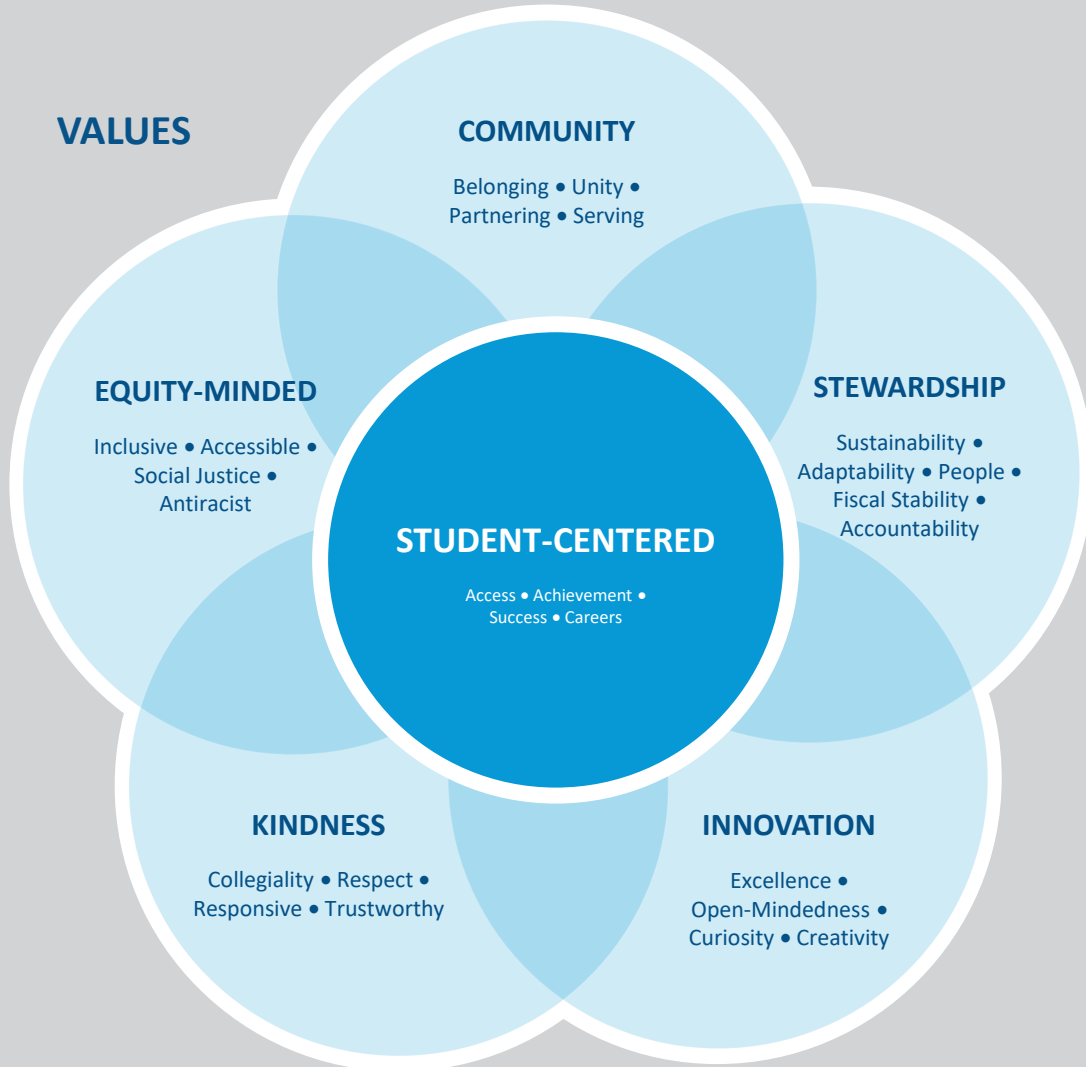 VALUES
COMMUNITY
Belonging • Unity •
Partnering • Serving
EQUITY-MINDED
Inclusive • Accessible •
Social Justice •
Antiracist
STEWARDSHIP
Sustainability •
Adaptability • People •
Fiscal Stability •
Accountability
STUDENT-CENTERED
Access • Achievement •
Success • Careers
KINDNESS
Collegiality • Respect •
Responsive • Trustworthy
INNOVATION
Excellence •
Open-Mindedness •
Curiosity • Creativity